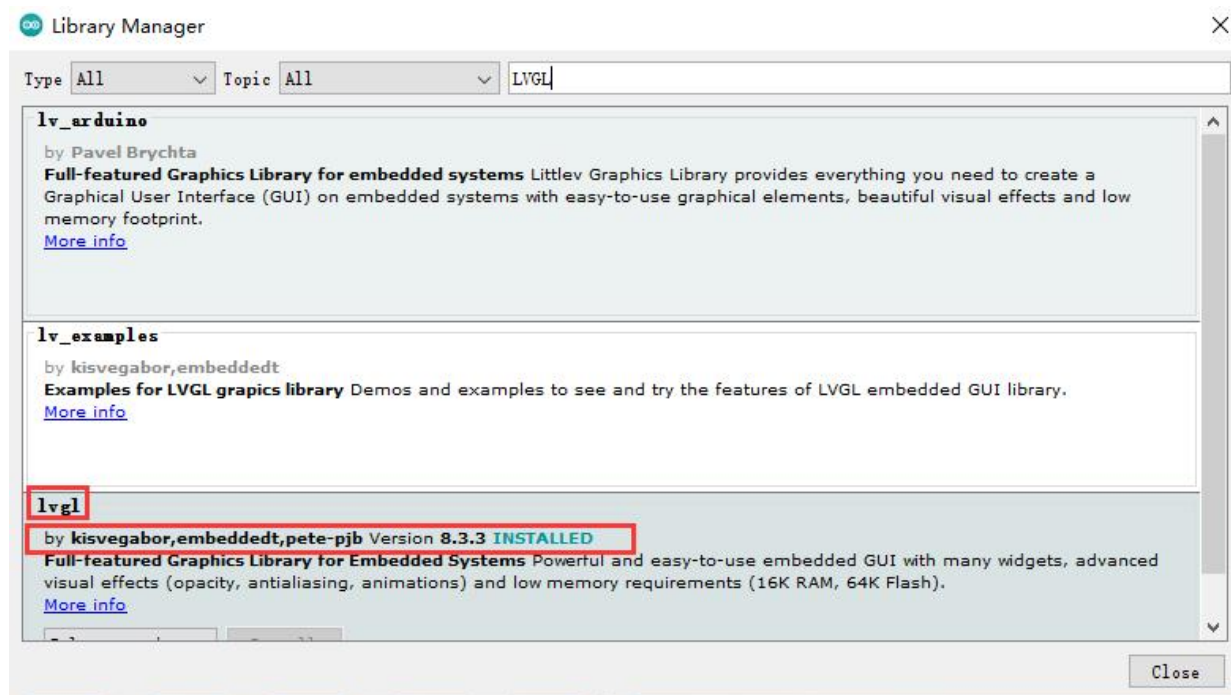 Library Manager
Type All Topic All LVGL
lv_arduino
by Pavel Brychta
Full-featured Graphics Library for embedded systems Littlev Graphics Library provides everything you need to create a
Graphical User Interface (GUI) on embedded systems with easy-to-use graphical elements, beautiful visual effects and low
memory footprint.
More info
lv_examples
by kisvegabor,embeddedt
Examples for LVGL grapics library Demos and examples to see and try the features of LVGL embedded GUI library.
More info
lvgl
by kisvegabor,embeddedt,pete-pjb Version 8.3.3 INSTALLED
Full-featured Graphics Library for Embedded Systems Powerful and easy-to-use embedded GUI with many widgets, advanced
visual effects (opacity, antialiasing, animations) and low memory requirements (16K RAM, 64K Flash).
More info
Close